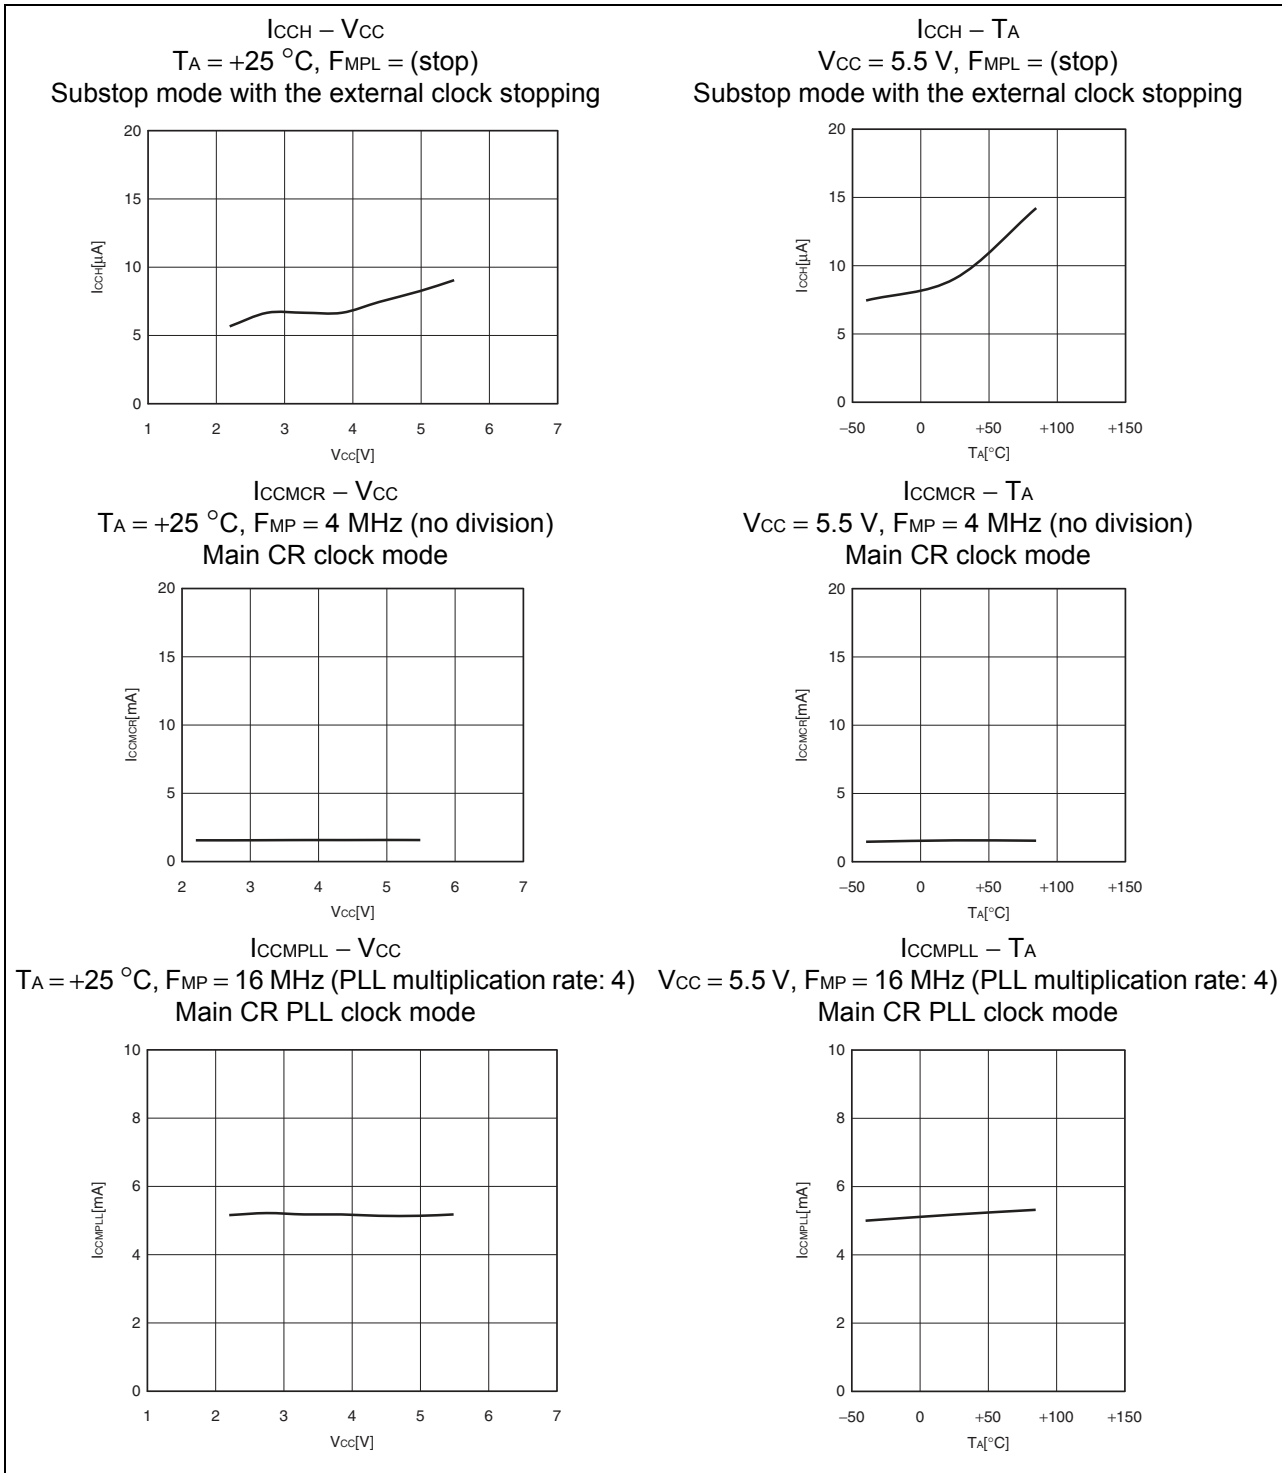 ICCH − VCC
TA = +25 °C, FMPL = (stop)
Substop mode with the external clock stopping
20
15
10
5
0
ICCH[µA]
1 2 3 4 5 6 7
VCC[V]
ICCH − TA
VCC = 5.5 V, FMPL = (stop)
Substop mode with the external clock stopping
20
15
10
5
0
ICCH[µA]
−50 0 +50 +100 +150
TA[°C]
ICCMCR − VCC
TA = +25 °C, FMP = 4 MHz (no division)
Main CR clock mode
20
15
10
5
0
ICCMCR[mA]
2 3 4 5 6 7
VCC[V]
ICCMCR − TA
VCC = 5.5 V, FMP = 4 MHz (no division)
Main CR clock mode
20
15
10
5
0
ICCMCR[mA]
−50 0 +50 +100 +150
TA[°C]
ICCMPLL − VCC
TA = +25 °C, FMP = 16 MHz (PLL multiplication rate: 4)
Main CR PLL clock mode
10
8
6
4
2
0
ICCMPLL[mA]
1 2 3 4 5 6 7
VCC[V]
ICCMPLL − TA
VCC = 5.5 V, FMP = 16 MHz (PLL multiplication rate: 4)
Main CR PLL clock mode
10
8
6
4
2
0
ICCMPLL[mA]
−50 0 +50 +100 +150
TA[°C]